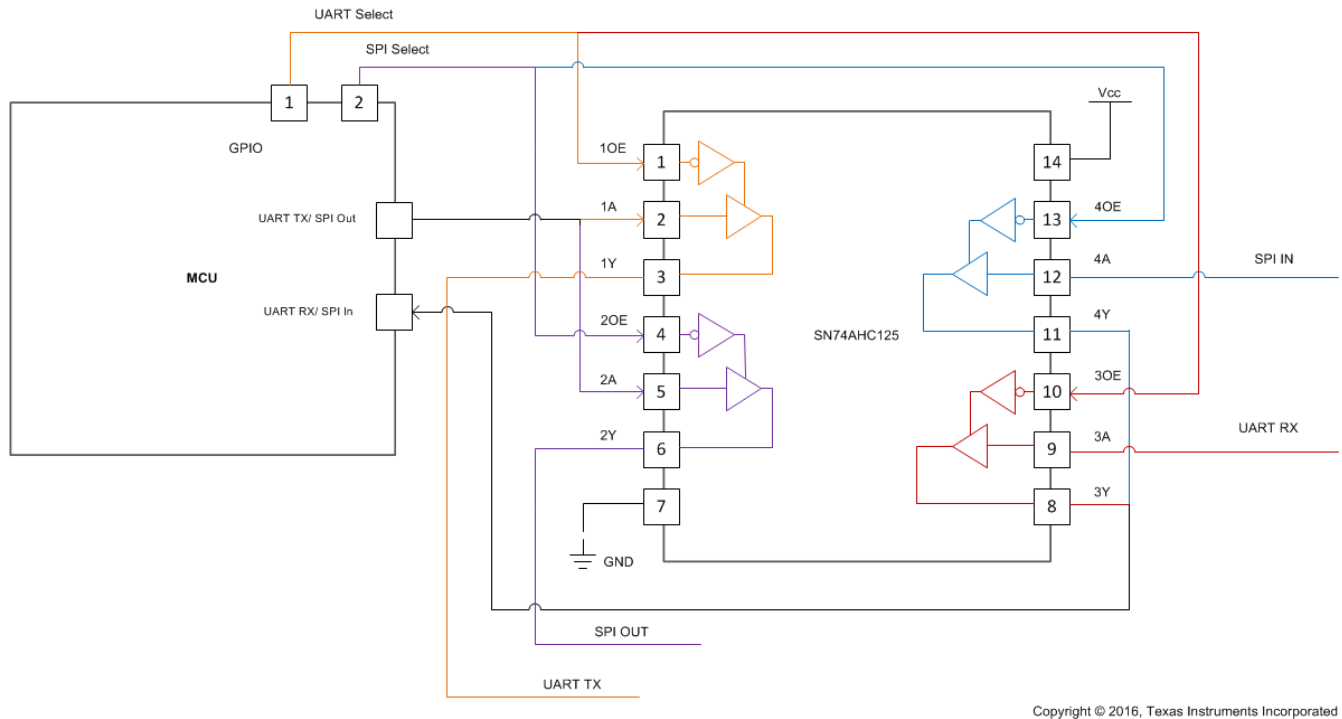 UART Select
SPI Select
1
2
GPIO
UART TX/ SPI Out
MCU
UART RX/ SPI In
1OE
1
1A
2
1Y
3
2OE
4
2A
5
2Y
6
7
GND
SN74AHC125
Vcc
14
13
4OE
12
4A
SPI IN
11
4Y
10
3OE
9
3A
UART RX
8
3Y
SPI OUT
UART TX
Copyright © 2016, Texas Instruments Incorporated